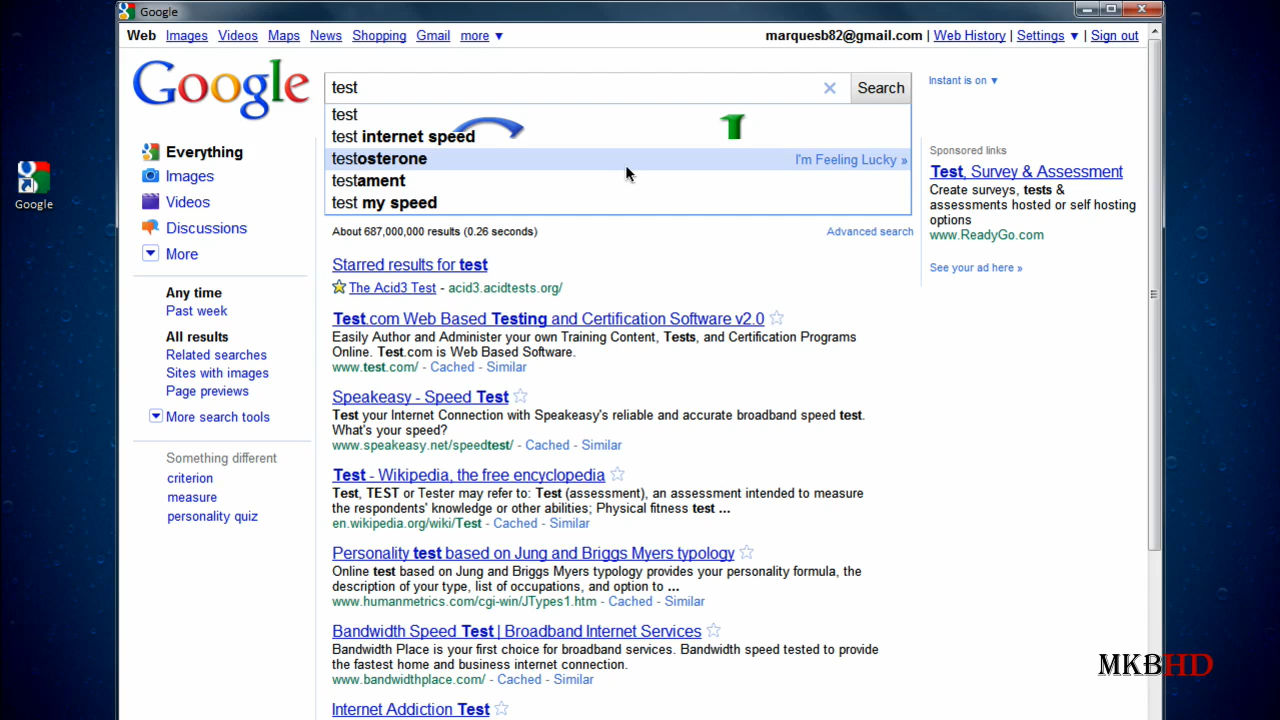 Google
Web Images Videos Maps News Shopping Gmail more ▼
marquesb82@gmail.com | Web History | Settings ▼ | Sign out
Google
test
Search
Instant is on ▼
test
test internet speed
testosterone
I'm Feeling Lucky »
testament
test my speed
Google
Everything
Images
Videos
Discussions
More
Any time
Past week
All results
Related searches
Sites with images
Page previews
More search tools
Something different
criterion
measure
personality quiz
About 687,000,000 results (0.26 seconds)
Advanced search
Starred results for test
The Acid3 Test - acid3.acidtests.org/
Test.com Web Based Testing and Certification Software v2.0
Easily Author and Administer your own Training Content, Tests, and Certification Programs
Online. Test.com is Web Based Software.
www.test.com/ - Cached - Similar
Speakeasy - Speed Test
Test your Internet Connection with Speakeasy's reliable and accurate broadband speed test.
What's your speed?
www.speakeasy.net/speedtest/ - Cached - Similar
Test - Wikipedia, the free encyclopedia
Test, TEST or Tester may refer to: Test (assessment), an assessment intended to measure
the respondents' knowledge or other abilities; Physical fitness test ...
en.wikipedia.org/wiki/Test - Cached - Similar
Personality test based on Jung and Briggs Myers typology
Online test based on Jung and Briggs Myers typology provides your personality formula, the
description of your type, list of occupations, and option to ...
www.humanmetrics.com/cgi-win/JTypes1.htm - Cached - Similar
Bandwidth Speed Test | Broadband Internet Services
Bandwidth Place is your first choice for broadband services. Bandwidth speed tested to provide
the fastest home and business internet connection.
www.bandwidthplace.com/ - Cached - Similar
Internet Addiction Test
Sponsored links
Test, Survey & Assessment
Create surveys, tests &
assessments hosted or self hosting
options
www.ReadyGo.com
See your ad here »
MKBHD